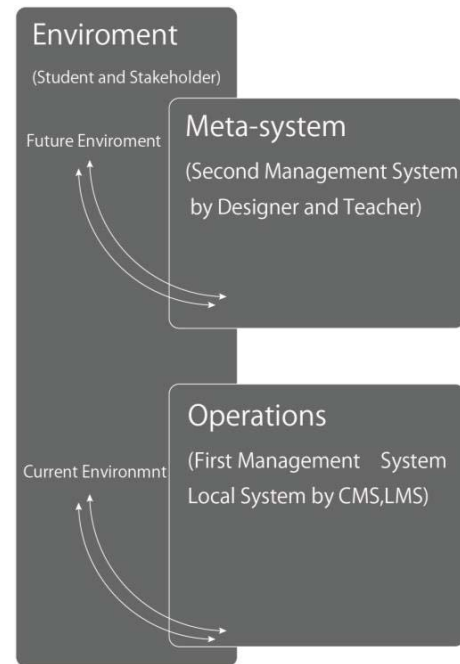 Enviroment
(Student and Stakeholder)
Future Enviroment
Meta-system
(Second Management System
by Designer and Teacher)
Operations
(First Management System
Local System by CMS,LMS)
Current Environmnt